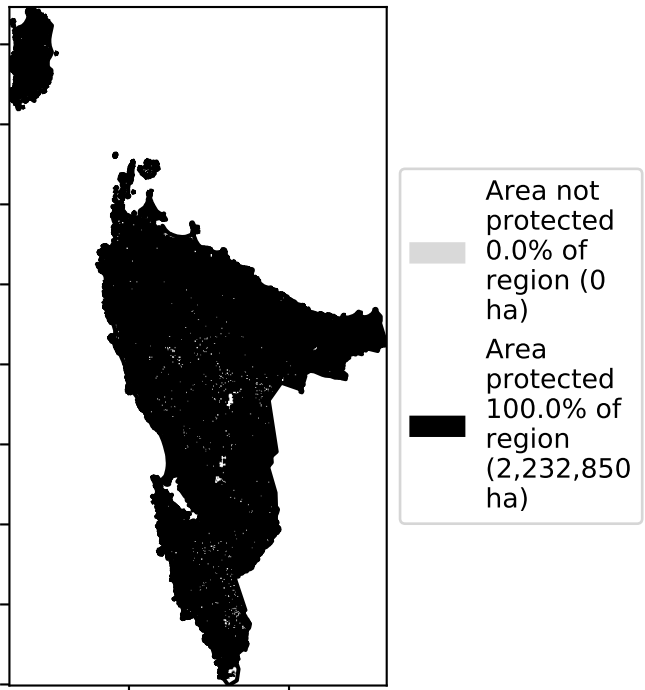 Area not
protected
0.0% of
region (0
ha)
Area
protected
100.0% of
region
(2,232,850
ha)